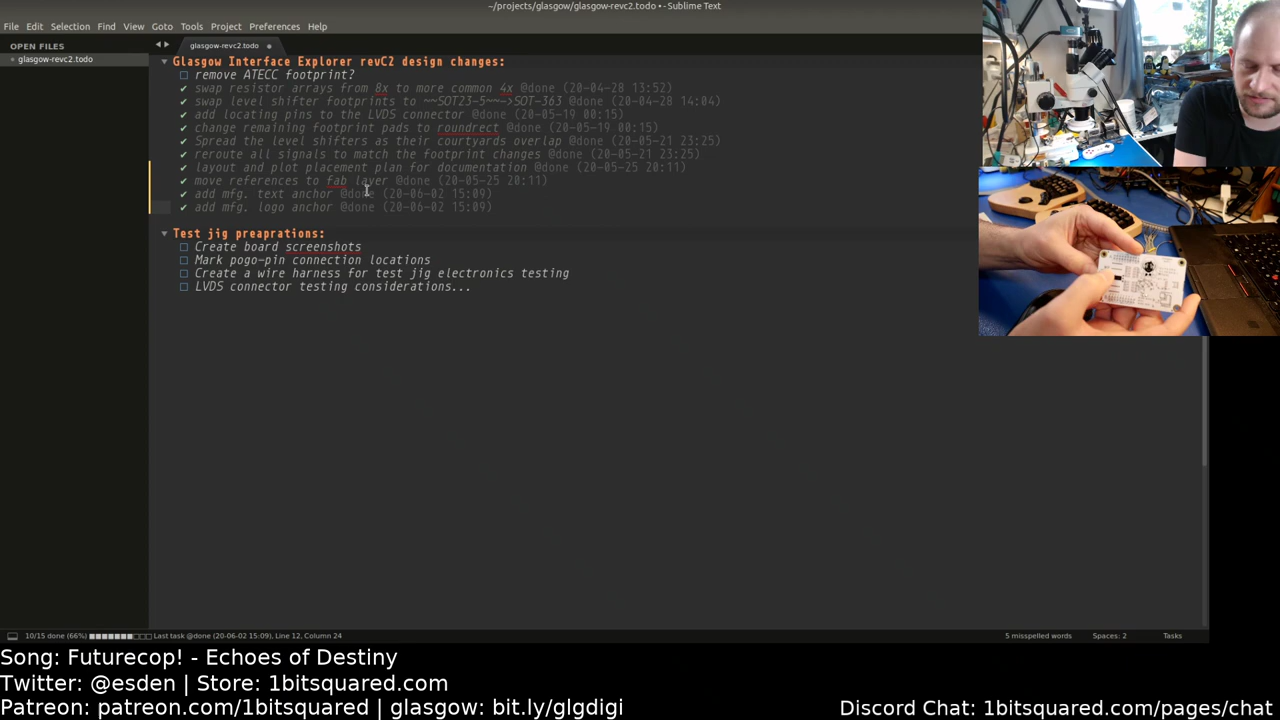 ~/projects/glasgow/glasgow-revc2.todo • - Sublime Text
File Edit Selection Find View Goto Tools Project Preferences Help
OPEN FILES
glasgow-revc2.todo
glasgow-revc2.todo
Glasgow Interface Explorer revC2 design changes:
remove ATECC footprint?
✔ swap resistor arrays from 8x to more common 4x @done (20-04-28 13:52)
✔ swap level shifter footprints to ~~SOT23-5~~->SOT-363 @done (20-04-28 14:04)
✔ add locating pins to the LVDS connector @done (20-05-19 00:15)
✔ change remaining footprint pads to roundrect @done (20-05-19 00:15)
✔ Spread the level shifters as their courtyards overlap @done (20-05-21 23:25)
✔ reroute all signals to match the footprint changes @done (20-05-21 23:25)
✔ layout and plot placement plan for documentation @done (20-05-25 20:11)
✔ move references to fab layer @done (20-05-25 20:11)
✔ add mfg. text anchor @done (20-06-02 15:09)
✔ add mfg. logo anchor @done (20-06-02 15:09)
Test jig preaprations:
Create board screenshots
Mark pogo-pin connection locations
Create a wire harness for test jig electronics testing
LVDS connector testing considerations...
10/15 done (66%) Last task @done (20-06-02 15:09), Line 12, Column 24
5 misspelled words Spaces: 2 Tasks
Song: Futurecop! - Echoes of Destiny
Twitter: @esden | Store: 1bitsquared.com
Patreon: patreon.com/1bitsquared | glasgow: bit.ly/glgdigi
Discord Chat: 1bitsquared.com/pages/chat